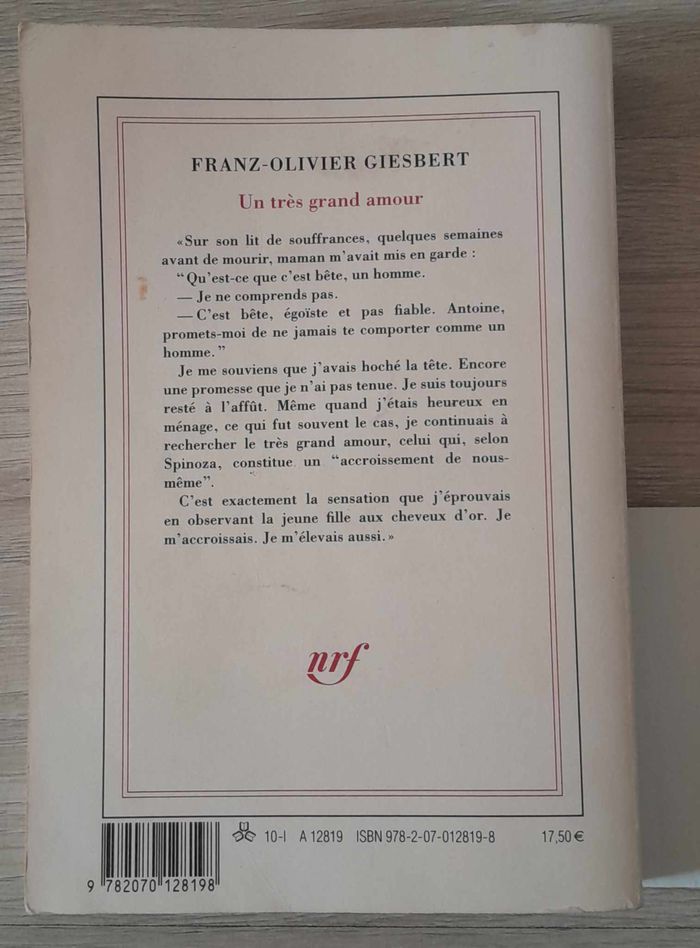 FRANZ-OLIVIER GIESBERT
Un très grand amour
«Sur son lit de souffrances, quelques semaines
avant de mourir, maman m'avait mis en garde :
“Qu'est-ce que c'est bête, un homme.
— Je ne comprends pas.
— C'est bête, égoïste et pas fiable. Antoine,
promets-moi de ne jamais te comporter comme un
homme.”
Je me souviens que j'avais hoché la tête. Encore
une promesse que je n'ai pas tenue. Je suis toujours
resté à l'affût. Même quand j'étais heureux en
ménage, ce qui fut souvent le cas, je continuais à
rechercher le très grand amour, celui qui, selon
Spinoza, constitue un “accroissement de nous-
même”.
C'est exactement la sensation que j'éprouvais
en observant la jeune fille aux cheveux d'or. Je
m'accroissais. Je m'élevais aussi.»
nrf
10-I A 12819 ISBN 978-2-07-012819-8 17,50 €
9 782070 128198